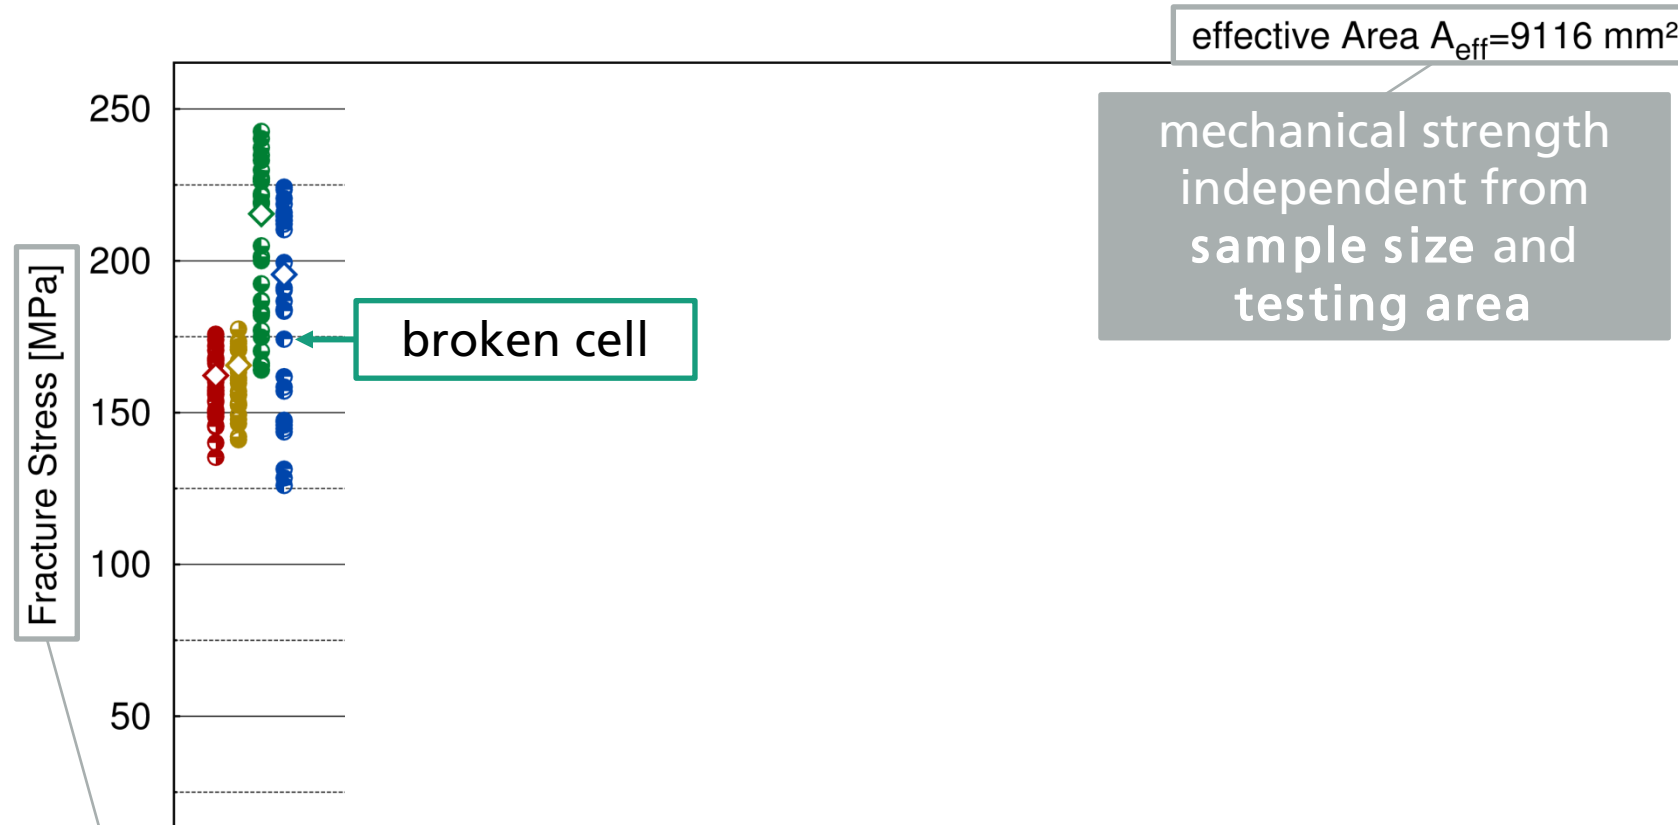 effective Area Aeff=9116 mm²
mechanical strength
independent from
sample size and
testing area
250
200
150
100
50
Fracture Stress [MPa]
broken cell